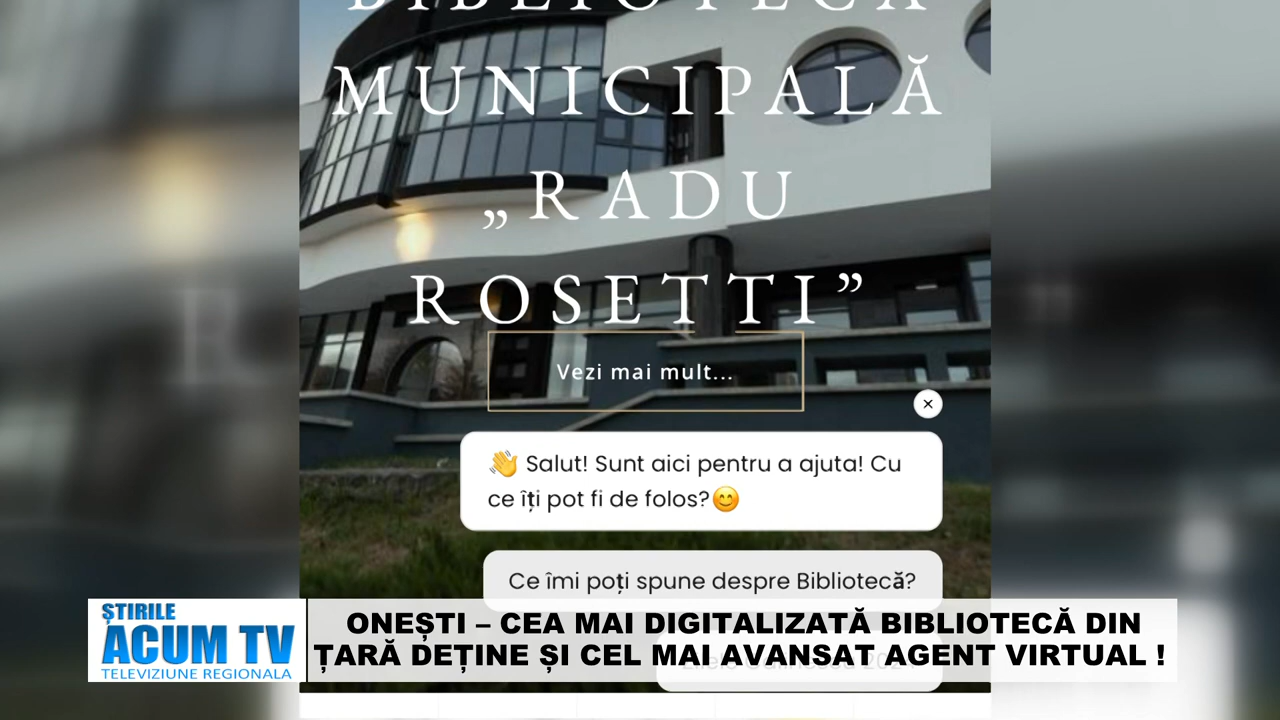 BIBLIOTECA
MUNICIPALĂ
„RADU
ROSETTI”
Vezi mai mult...
×
👋 Salut! Sunt aici pentru a ajuta! Cu
ce îți pot fi de folos?😊
Ce îmi poți spune despre Bibliotecă?
ȘTIRILE
ACUM TV
TELEVIZIUNE REGIONALA
ONEȘTI – CEA MAI DIGITALIZATĂ BIBLIOTECĂ DIN
ȚARĂ DEȚINE ȘI CEL MAI AVANSAT AGENT VIRTUAL !